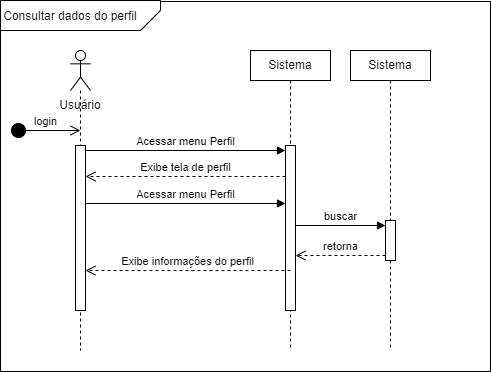 Consultar dados do perfil
Sistema
Sistema
Usuário
login
Acessar menu Perfil
Exibe tela de perfil
Acessar menu Perfil
buscar
retorna
Exibe informações do perfil